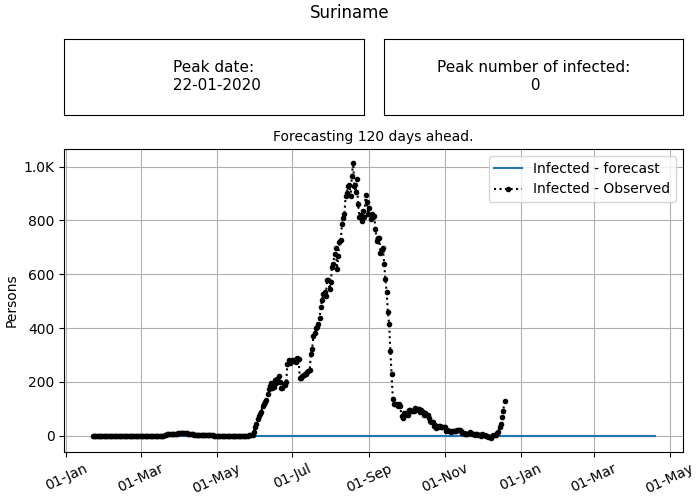 Suriname
Peak date:
22-01-2020
Peak number of infected:
0
Forecasting 120 days ahead.
Infected - forecast
Infected - Observed
1.0K
800
600
400
200
0
Persons
01-Jan
01-Mar
01-May
01-Jul
01-Sep
01-Nov
01-Jan
01-Mar
01-May